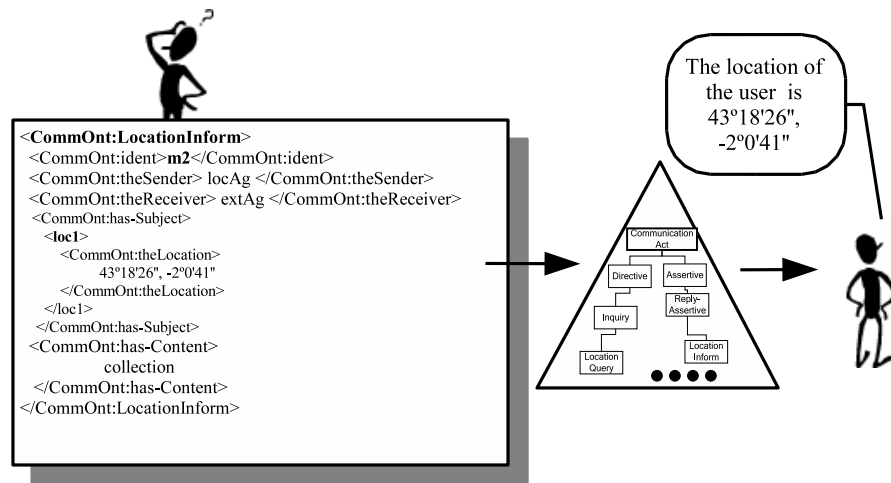 ?
<CommOnt:LocationInform>
<CommOnt:ident>m2</CommOnt:ident>
<CommOnt:theSender> locAg </CommOnt:theSender>
<CommOnt:theReceiver> extAg </CommOnt:theReceiver>
<CommOnt:has-Subject>
<loc1>
<CommOnt:theLocation>
43º18'26", -2º0'41"
</CommOnt:theLocation>
</loc1>
</CommOnt:has-Subject>
<CommOnt:has-Content>
collection
</CommOnt:has-Content>
</CommOnt:LocationInform>
Communication
Act
Directive
Assertive
Reply-
Assertive
Inquiry
Location
Query
Location
Inform
The location of
the user is
43º18'26",
-2º0'41"